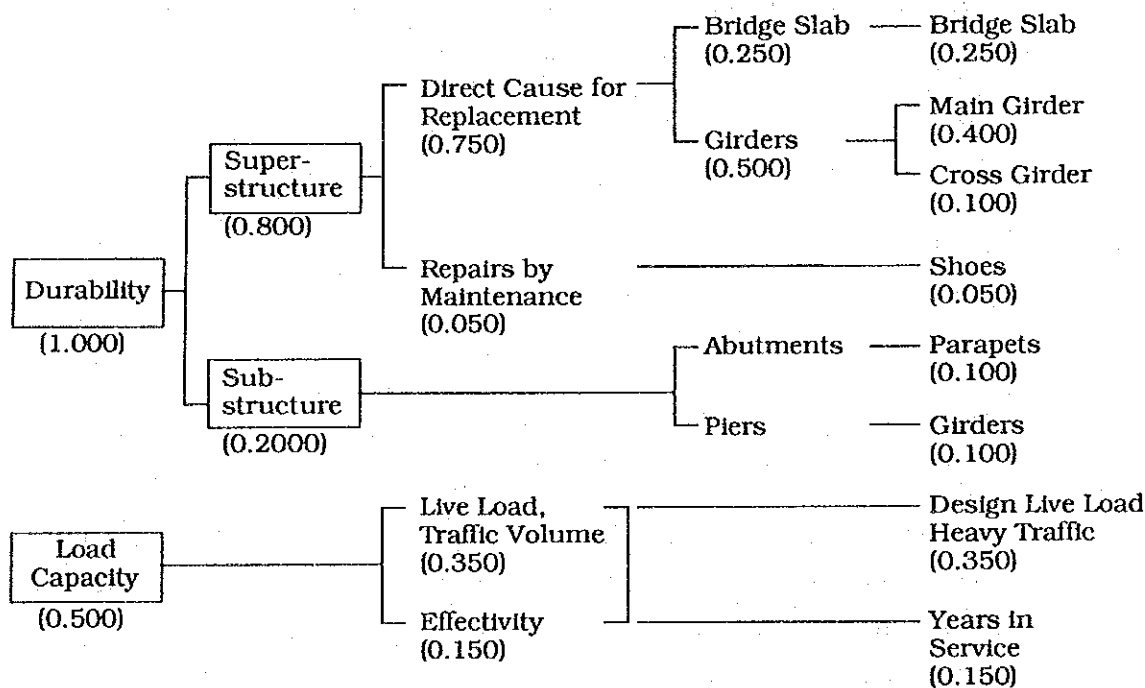 Bridge Slab
(0.250)
Bridge Slab
(0.250)
Direct Cause for
Replacement
(0.750)
Main Girder
(0.400)
Girders
(0.500)
Super-
structure
(0.800)
Cross Girder
(0.100)
Durability
(1.000)
Repairs by
Maintenance
(0.050)
Shoes
(0.050)
Sub-
structure
(0.2000)
Abutments
Parapets
(0.100)
Piers
Girders
(0.100)
Load
Capacity
(0.500)
Live Load,
Traffic Volume
(0.350)
Design Live Load
Heavy Traffic
(0.350)
Effectivity
(0.150)
Years in
Service
(0.150)